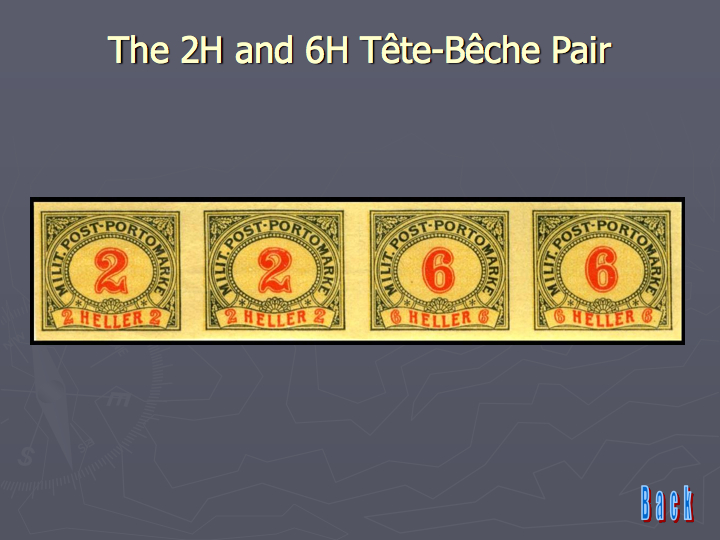 The 2H and 6H Tête-Bêche Pair
MILIT. POST-PORTOMARKE
2
2 HELLER 2
MILIT. POST-PORTOMARKE
2
2 HELLER 2
MILIT. POST-PORTOMARKE
6
6 HELLER 6
MILIT. POST-PORTOMARKE
6
6 HELLER 6
m
S
Back